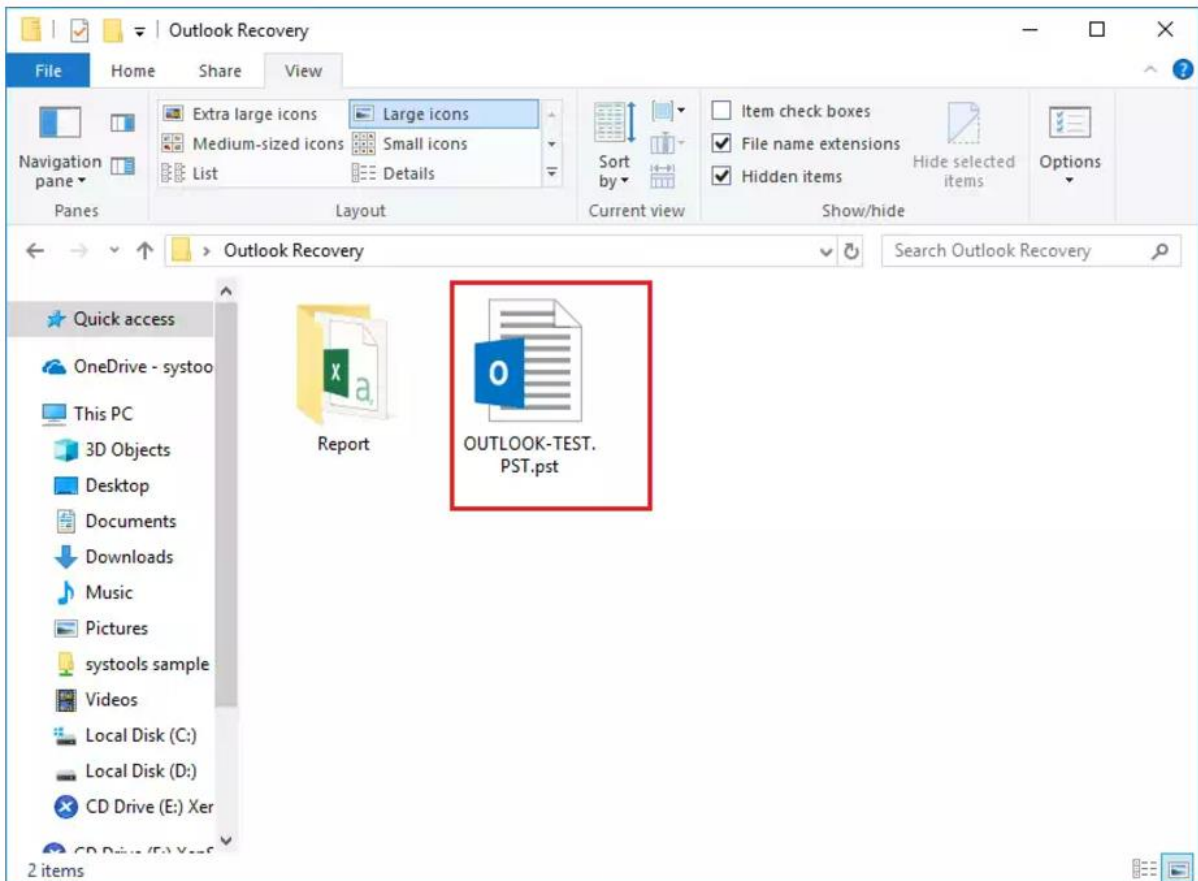 Outlook Recovery
File Home Share View
Extra large icons Large icons
Medium-sized icons Small icons
List Details
Navigation
pane
Sort
by
Item check boxes
File name extensions
Hidden items
Hide selected
items
Options
Panes Layout Current view Show/hide
Outlook Recovery
Search Outlook Recovery
Quick access
OneDrive - systoo
This PC
3D Objects
Desktop
Documents
Downloads
Music
Pictures
systools sample
Videos
Local Disk (C:)
Local Disk (D:)
CD Drive (E:) Xer
Report
OUTLOOK-TEST.
PST.pst
2 items